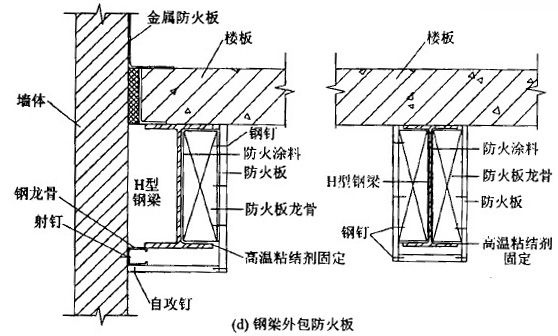 金属防火板
楼板
墙体
钢钉
防火涂料
H型
钢梁
防火板
钢龙骨
防火板龙骨
射钉
高温粘结剂固定
自攻钉
楼板
防火涂料
H型钢梁
防火板龙骨
防火板
钢钉
高温粘结剂
固定
(d) 钢梁外包防火板